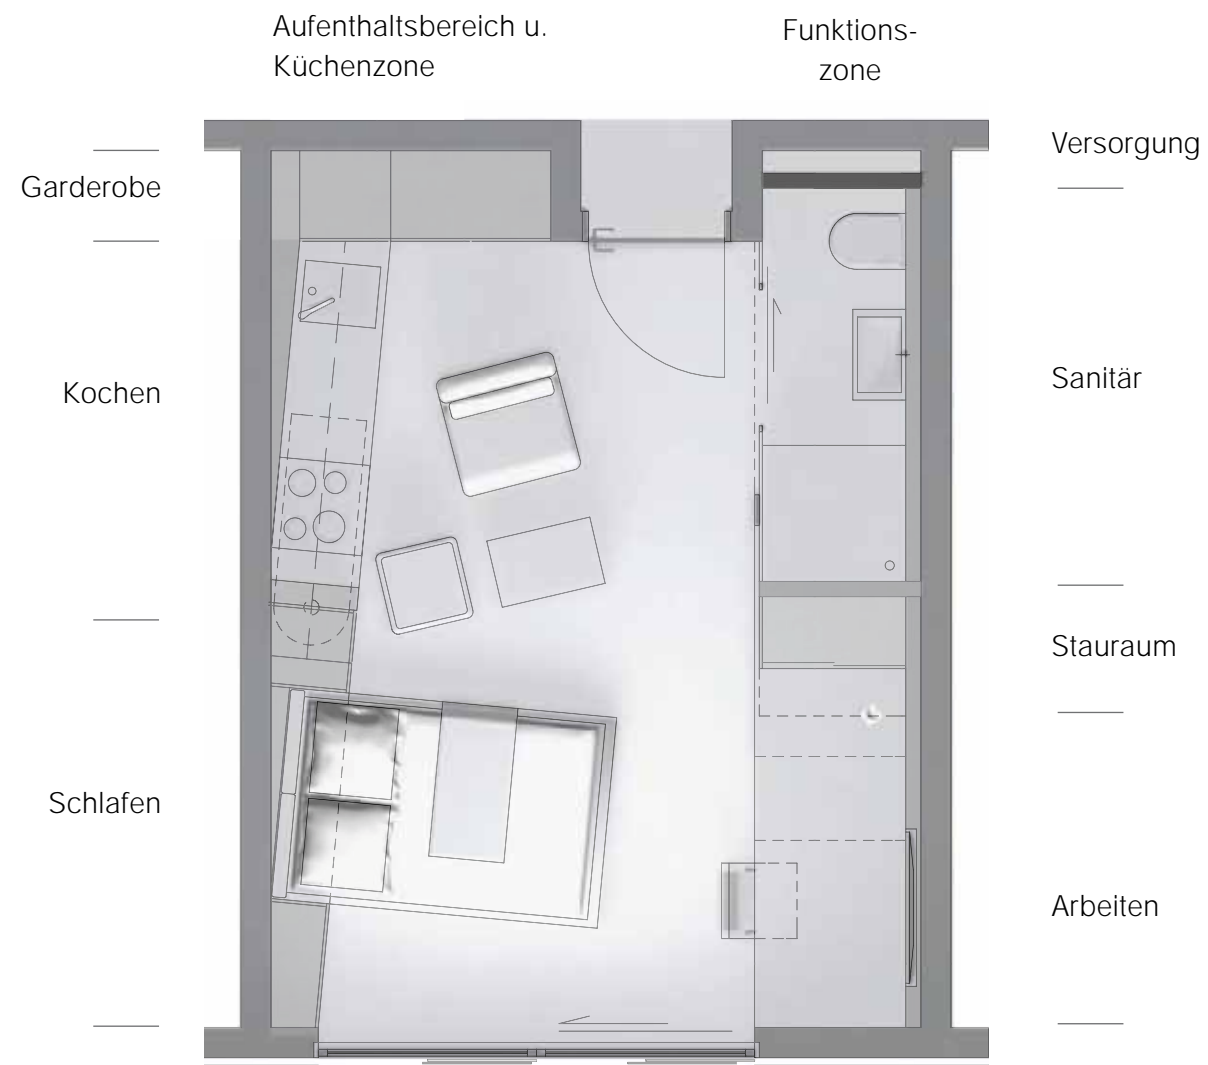 Aufenthaltsbereich u.
Küchenzone
Funktions-
zone
Garderobe
Kochen
Schlafen
Versorgung
Sanitär
Stauraum
Arbeiten